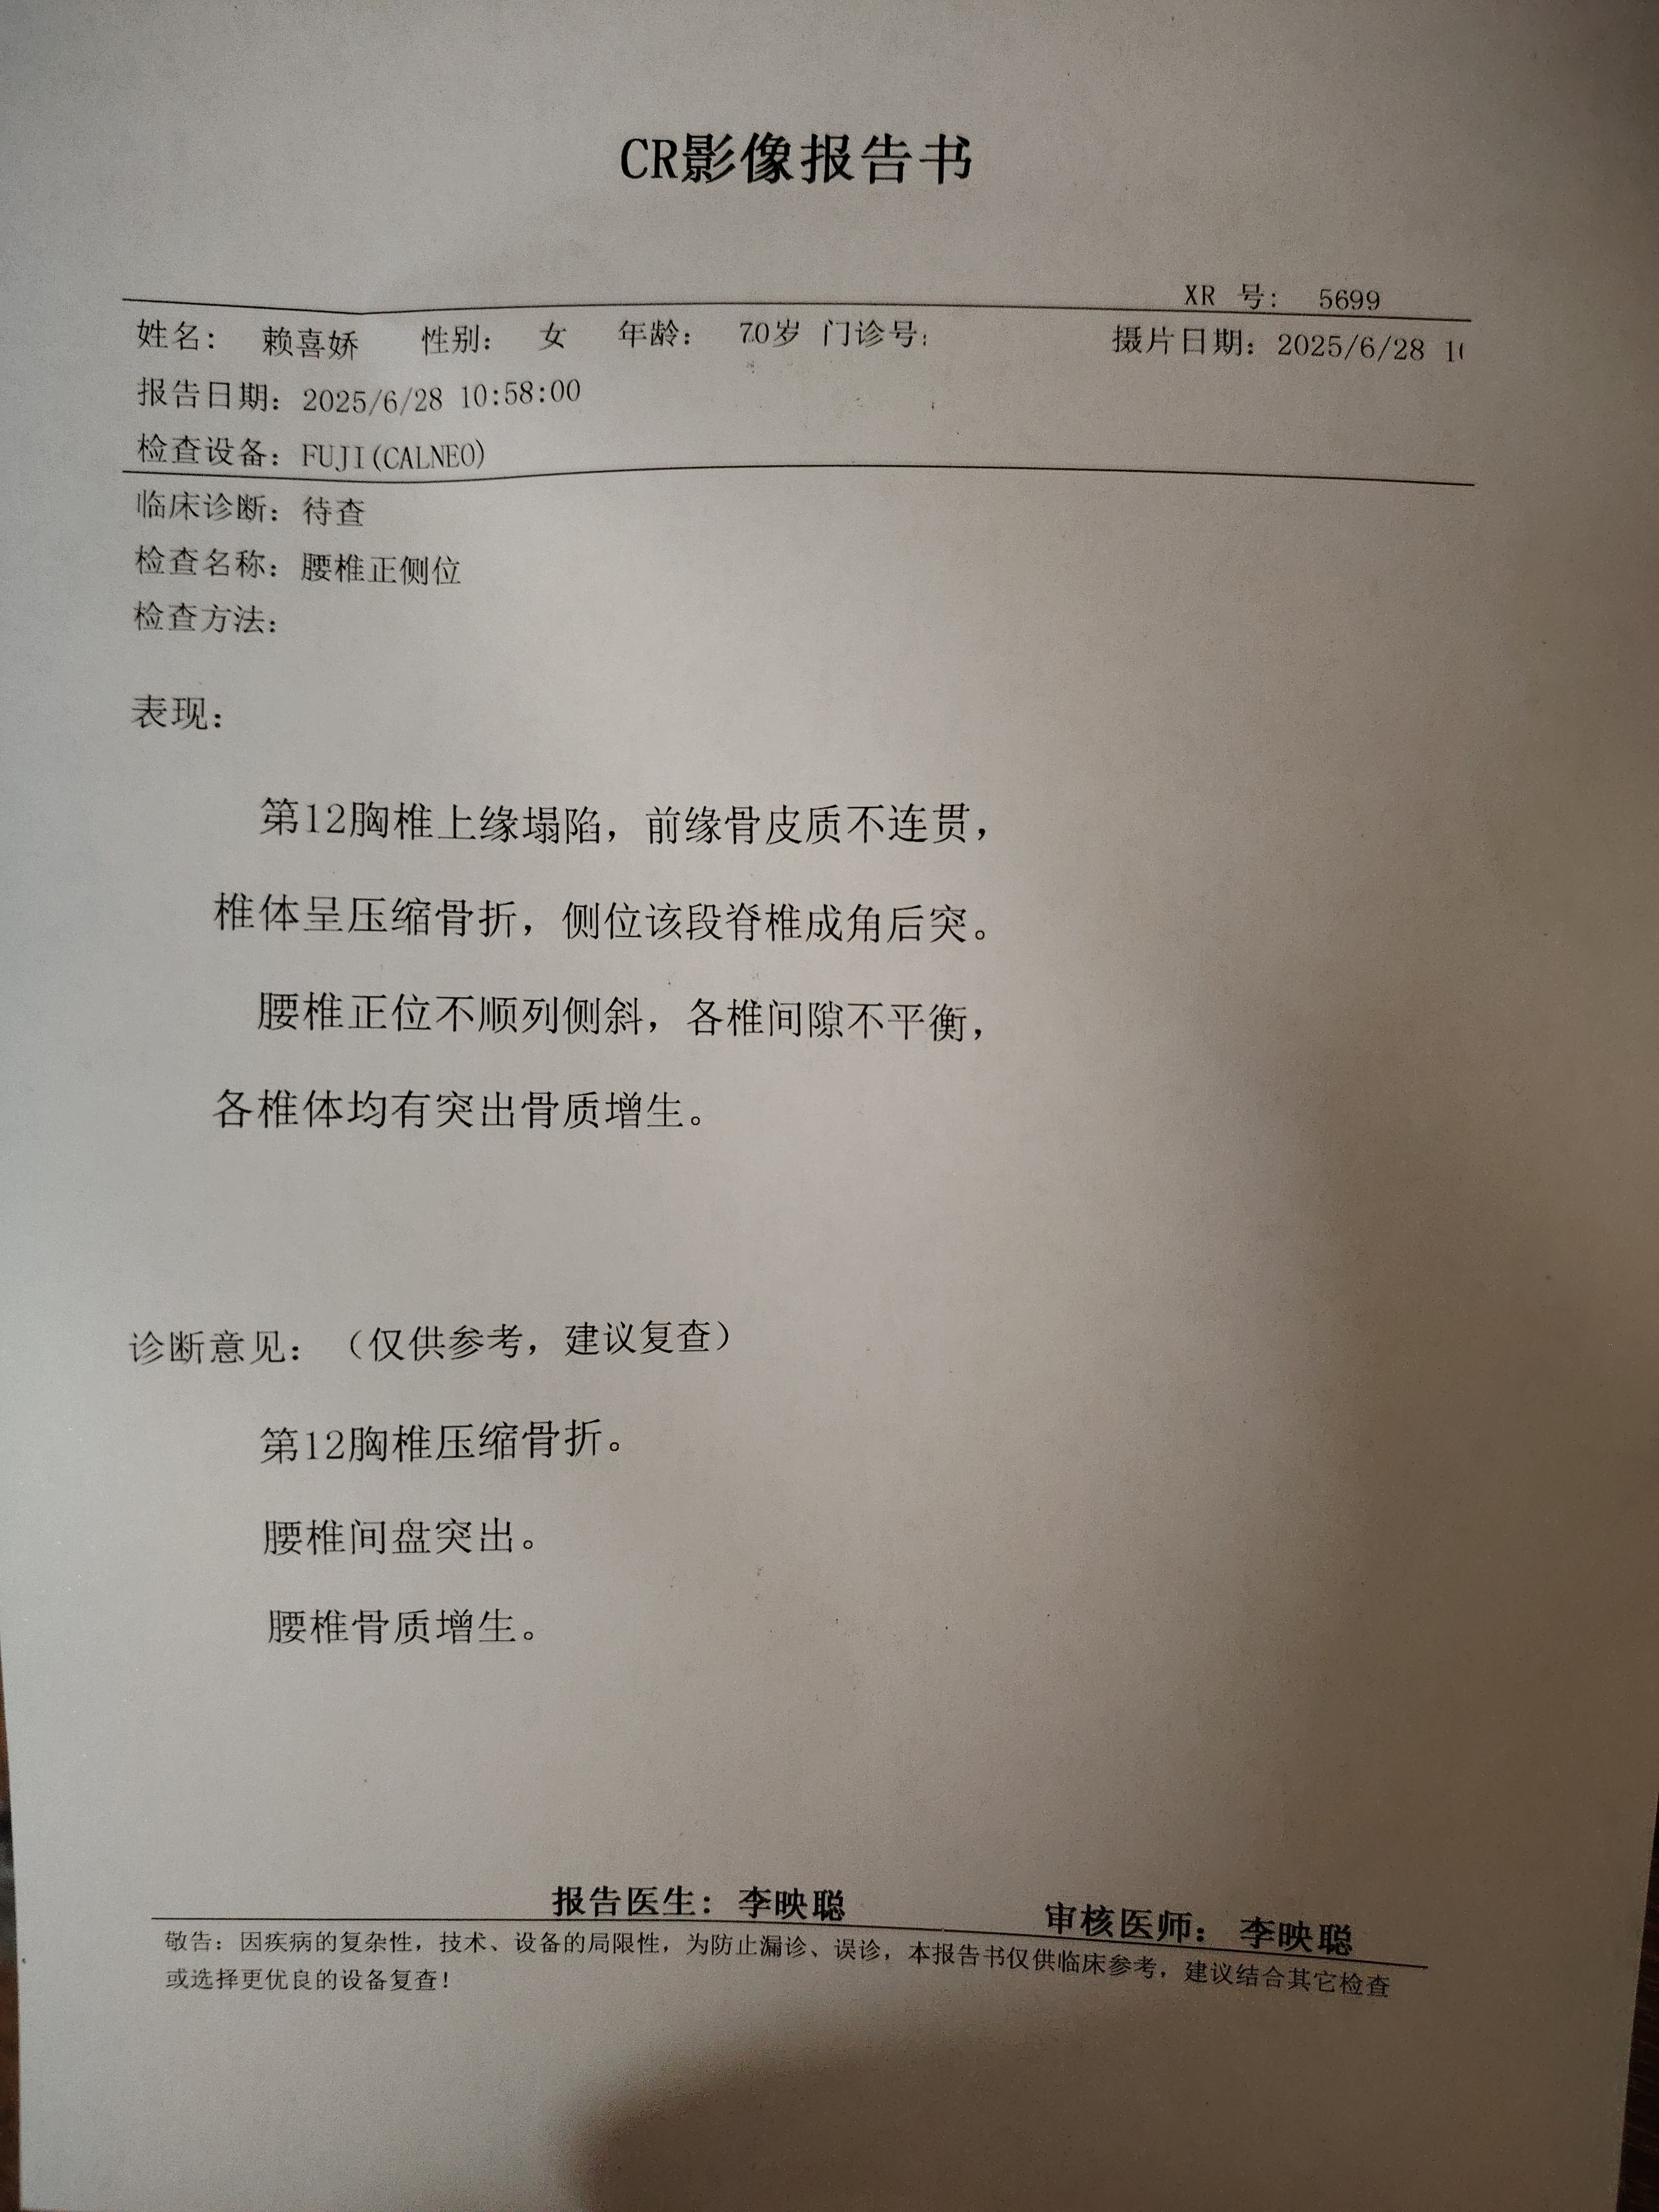 CR影像报告书
XR 号: 5699
姓名: 赖喜娇 性别: 女 年龄: 70岁 门诊号: 摄片日期: 2025/6/28
报告日期: 2025/6/28 10:58:00
检查设备: FUJI(CALNEO)
临床诊断: 待查
检查名称: 腰椎正侧位
检查方法:
表现:
第12胸椎上缘塌陷，前缘骨皮质不连贯，
椎体呈压缩骨折，侧位该段脊椎成角后突。
腰椎正位不顺列侧斜，各椎间隙不平衡，
各椎体均有突出骨质增生。
诊断意见: （仅供参考，建议复查）
第12胸椎压缩骨折。
腰椎间盘突出。
腰椎骨质增生。
报告医生: 李映聪 审核医师: 李映聪
敬告: 因疾病的复杂性，技术、设备的局限性，为防止漏诊、误诊，本报告书仅供临床参考，建议结合其它检查
或选择更优良的设备复查!